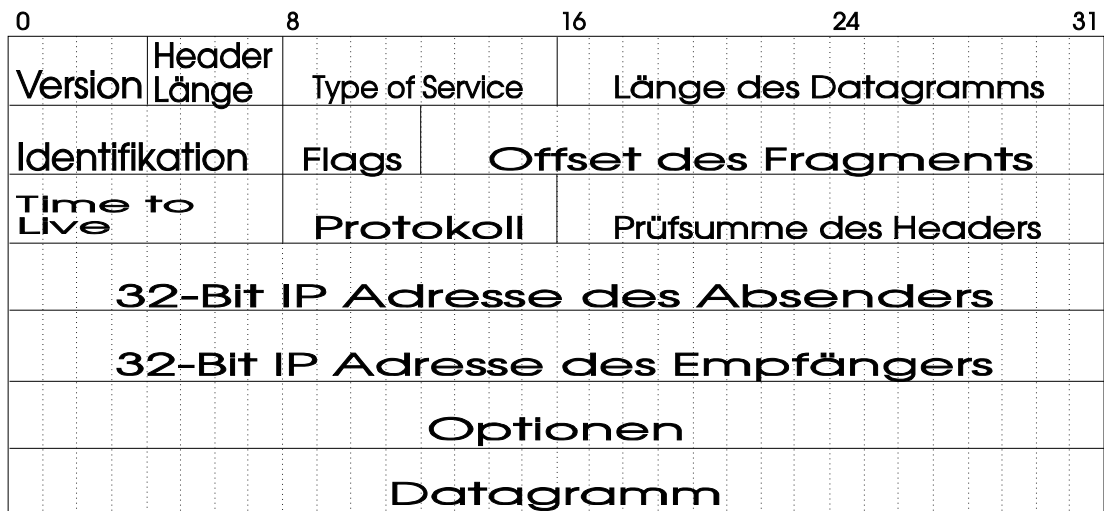 0 8 16 24 31
Version
Header
Länge
Type of Service
Länge des Datagramms
Identifikation
Flags
Offset des Fragments
Time to
Live
Protokoll
Prüfsumme des Headers
32-Bit IP Adresse des Absenders
32-Bit IP Adresse des Empfängers
Optionen
Datagramm